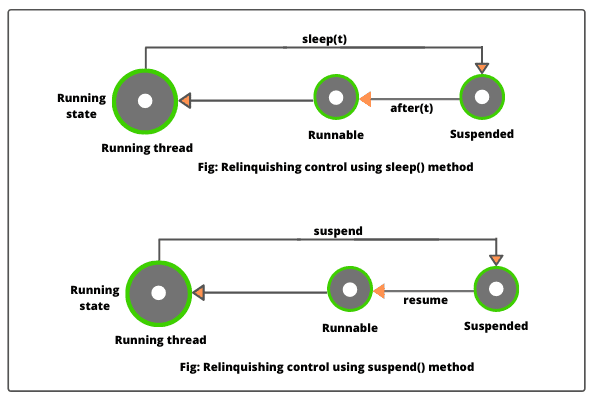 sleep(t)
Running
state
after(t)
Runnable
Suspended
Running thread
Fig: Relinquishing control using sleep() method
suspend
Running
state
resume
Runnable
Suspended
Running thread
Fig: Relinquishing control using suspend() method